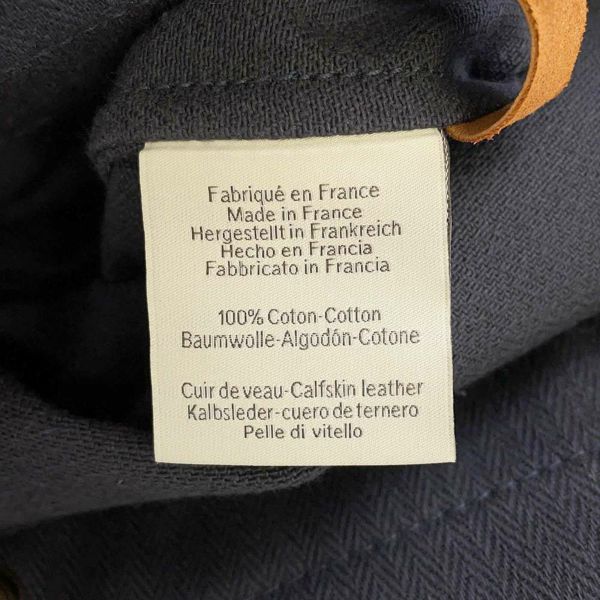 Fabriqué en France
Made in France
Hergestellt in Frankreich
Hecho en Francia
Fabbricato in Francia
100% Coton-Cotton
Baumwolle-Algodón-Cotone
Cuir de veau-Calfskin leather
Kalbsleder-cuero de ternero
Pelle di vitello